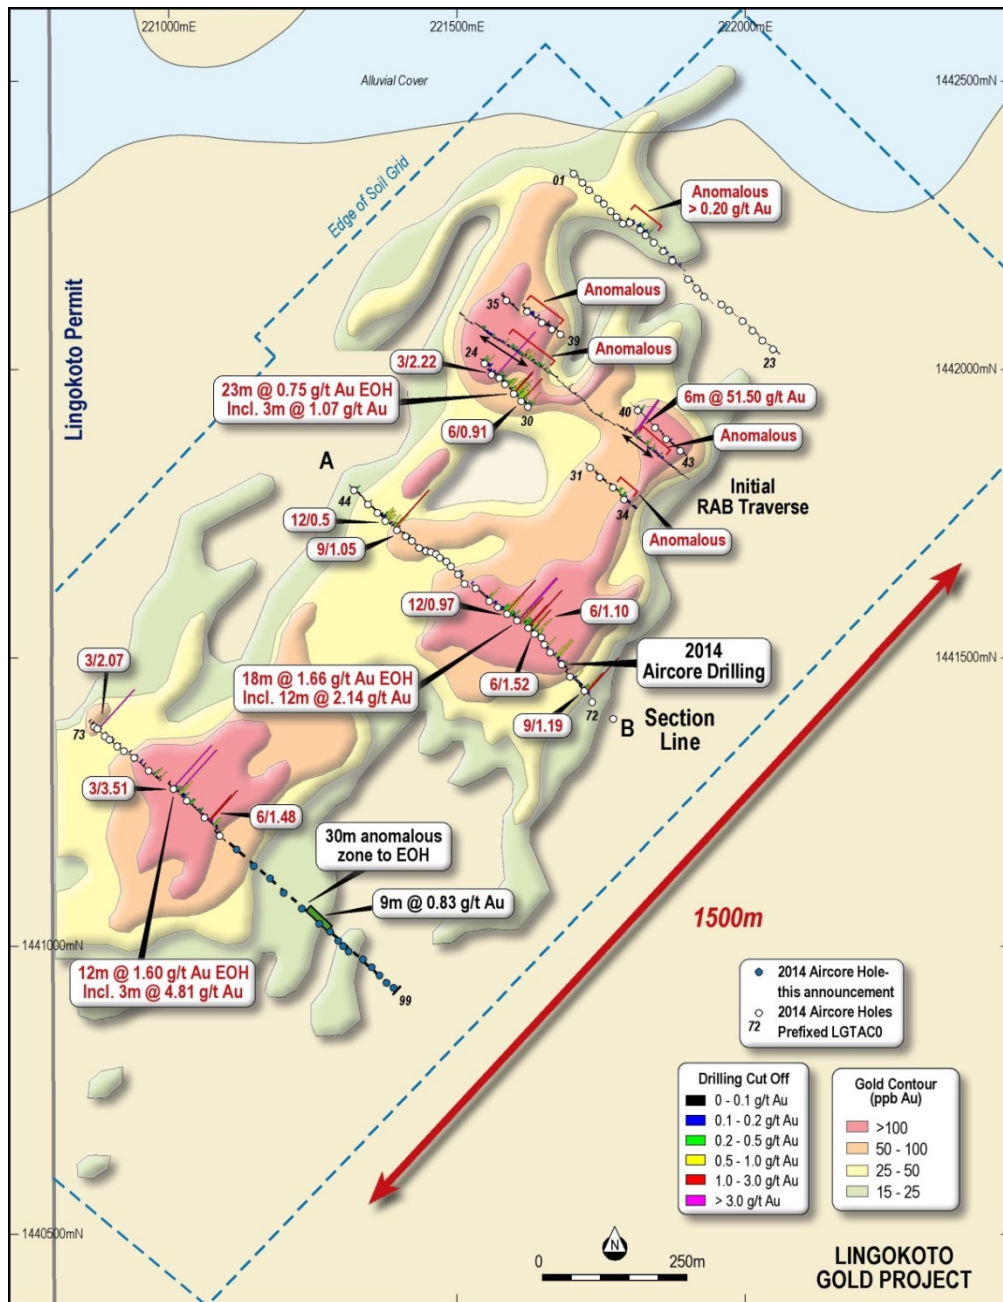 221000mE
221500mE
222000mE
Alluvial Cover
1442500mN
Edge of Soil Grid
01
Anomalous
> 0.20 g/t Au
Lingokoto Permit
35
Anomalous
39
23
24
Anomalous
3/2.22
1442000mN
23m @ 0.75 g/t Au EOH
Incl. 3m @ 1.07 g/t Au
40
6m @ 51.50 g/t Au
30
6/0.91
Anomalous
43
A
31
Initial
RAB Traverse
44
34
12/0.5
Anomalous
9/1.05
12/0.97
6/1.10
2014
Aircore Drilling
1441500mN
3/2.07
18m @ 1.66 g/t Au EOH
Incl. 12m @ 2.14 g/t Au
6/1.52
72
9/1.19
B
Section
Line
73
3/3.51
6/1.48
30m anomalous
zone to EOH
9m @ 0.83 g/t Au
1500m
1441000mN
12m @ 1.60 g/t Au EOH
Incl. 3m @ 4.81 g/t Au
99
2014 Aircore Hole-
this announcement
2014 Aircore Holes
72 Prefixed LGTAC0
Drilling Cut Off
0 - 0.1 g/t Au
0.1 - 0.2 g/t Au
0.2 - 0.5 g/t Au
0.5 - 1.0 g/t Au
1.0 - 3.0 g/t Au
> 3.0 g/t Au
Gold Contour
(ppb Au)
>100
50 - 100
25 - 50
15 - 25
1440500mN
N
0
250m
LINGOKOTO
GOLD PROJECT